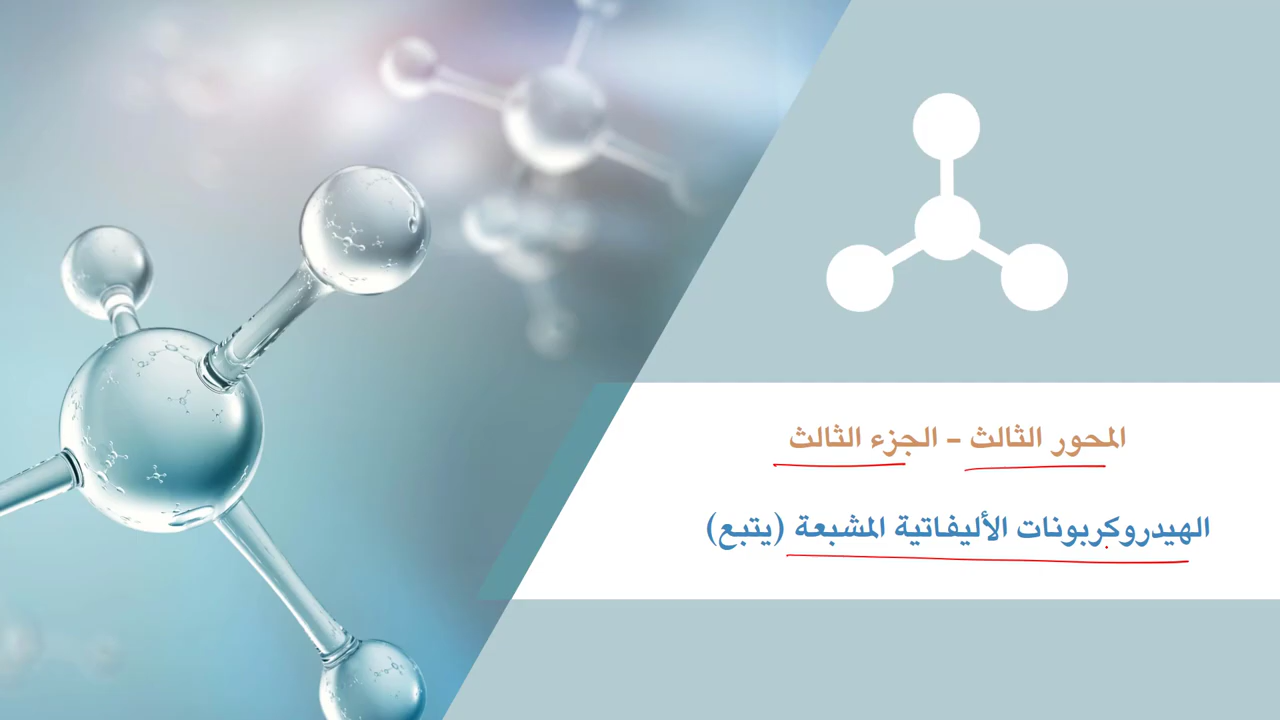 المحور الثالث - الجزء الثالث
الهيدروكربونات الأليفاتية المشبعة (يتبع)